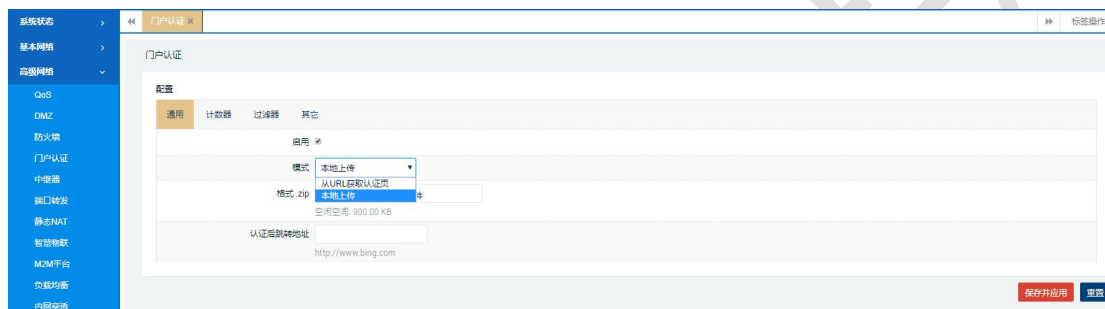 系统状态
门户认证
标签操作
基本网络
门户认证
高级网络
配置
QoS
通用 计数器 过滤器 其它
DMZ
防火墙
启用
门户认证
模式 本地上传
中继器
从URL获取认证页
格式 .zip 本地上传 件
端口转发
空闲空间: 900.00 KB
静态NAT
认证后跳转地址
智慧物联
http://www.bing.com
M2M平台
负载均衡
保存并应用 重置
内网穿透